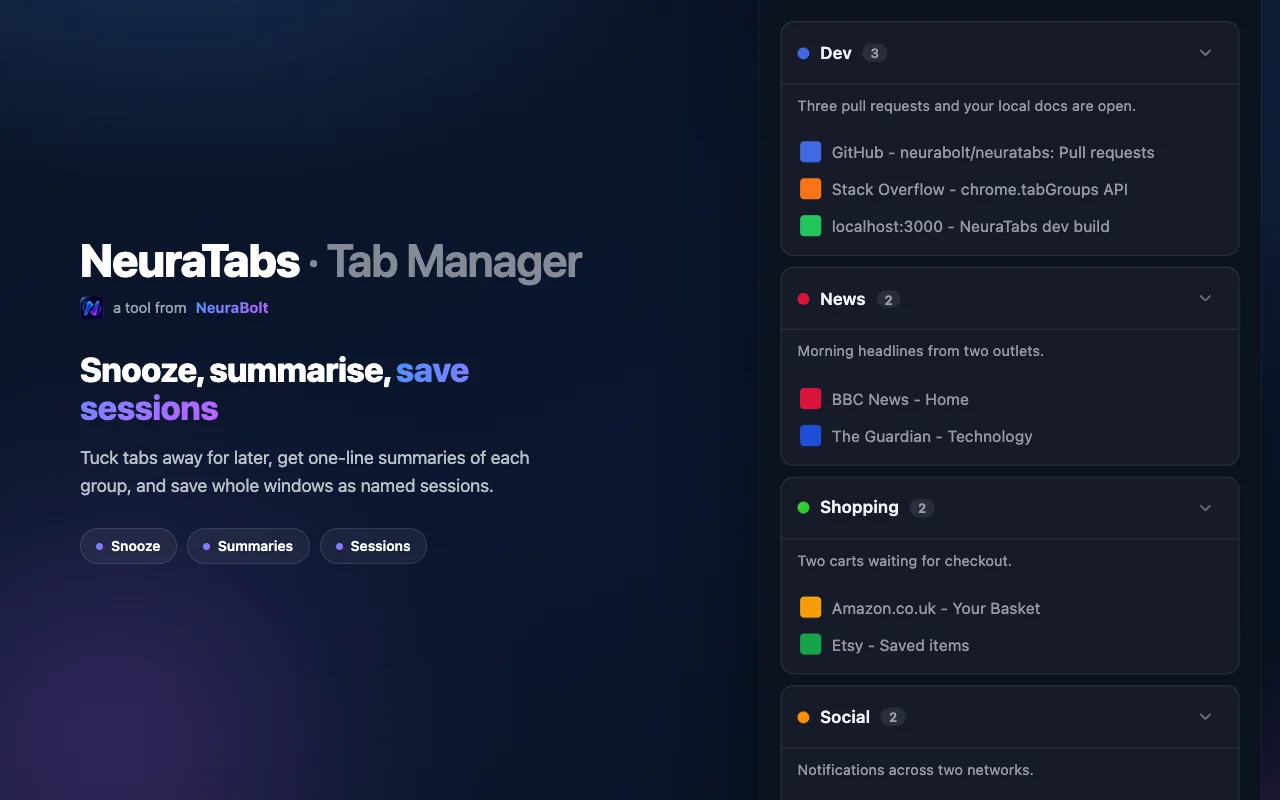 NeuraTabs · Tab Manager
a tool from NeuraBolt
Snooze, summarise, save
sessions
Tuck tabs away for later, get one-line summaries of each
group, and save whole windows as named sessions.
Snooze
Summaries
Sessions
Dev 3
Three pull requests and your local docs are open.
GitHub - neurabolt/neuratabs: Pull requests
Stack Overflow - chrome.tabGroups API
localhost:3000 - NeuraTabs dev build
News 2
Morning headlines from two outlets.
BBC News - Home
The Guardian - Technology
Shopping 2
Two carts waiting for checkout.
Amazon.co.uk - Your Basket
Etsy - Saved items
Social 2
Notifications across two networks.